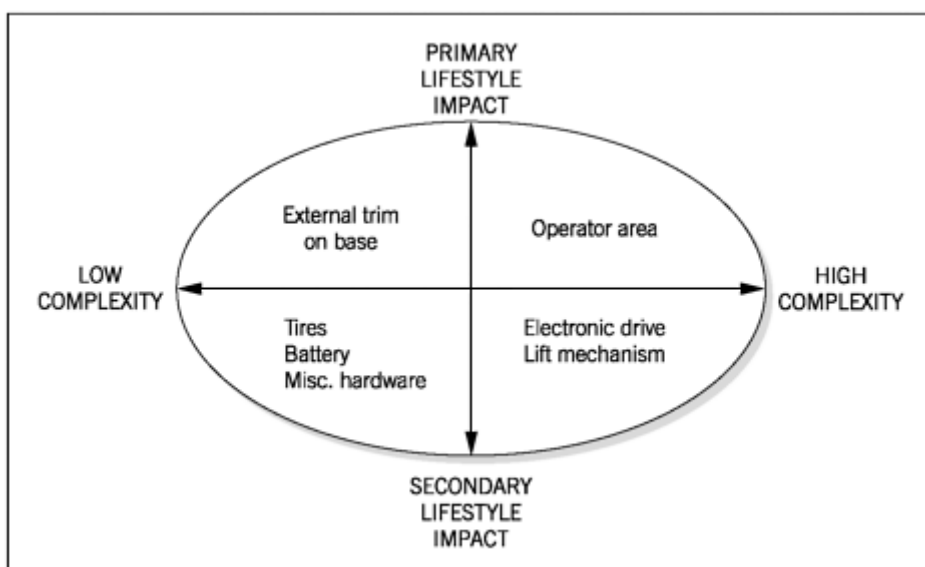 PRIMARY
LIFESTYLE
IMPACT
External trim
on base
Operator area
LOW
COMPLEXITY
HIGH
COMPLEXITY
Tires
Battery
Misc. hardware
Electronic drive
Lift mechanism
SECONDARY
LIFESTYLE
IMPACT